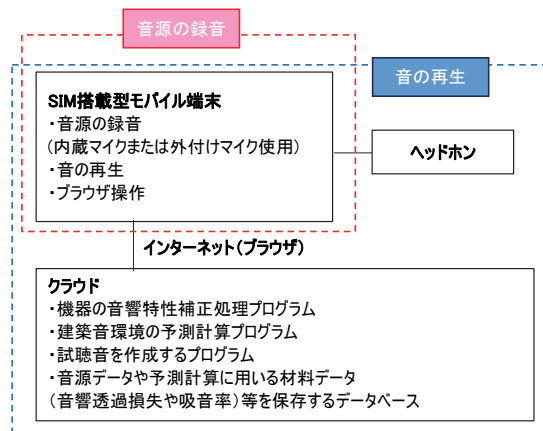 音源の録音
音の再生
SIM搭載型モバイル端末
・音源の録音
(内蔵マイクまたは外付けマイク使用)
・音の再生
・ブラウザ操作
ヘッドホン
インターネット(ブラウザ)
クラウド
・機器の音響特性補正処理プログラム
・建築音環境の予測計算プログラム
・試聴音を作成するプログラム
・音源データや予測計算に用いる材料データ
(音響透過損失や吸音率)等を保存するデータベース